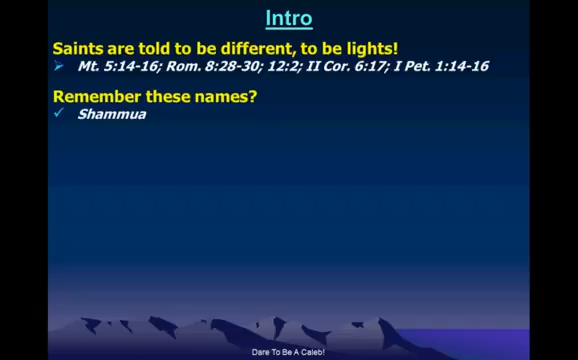 Intro
Saints are told to be different, to be lights!
Mt. 5:14-16; Rom. 8:28-30; 12:2; II Cor. 6:17; I Pet. 1:14-16
Remember these names?
Shammua
Dare To Be A Caleb!